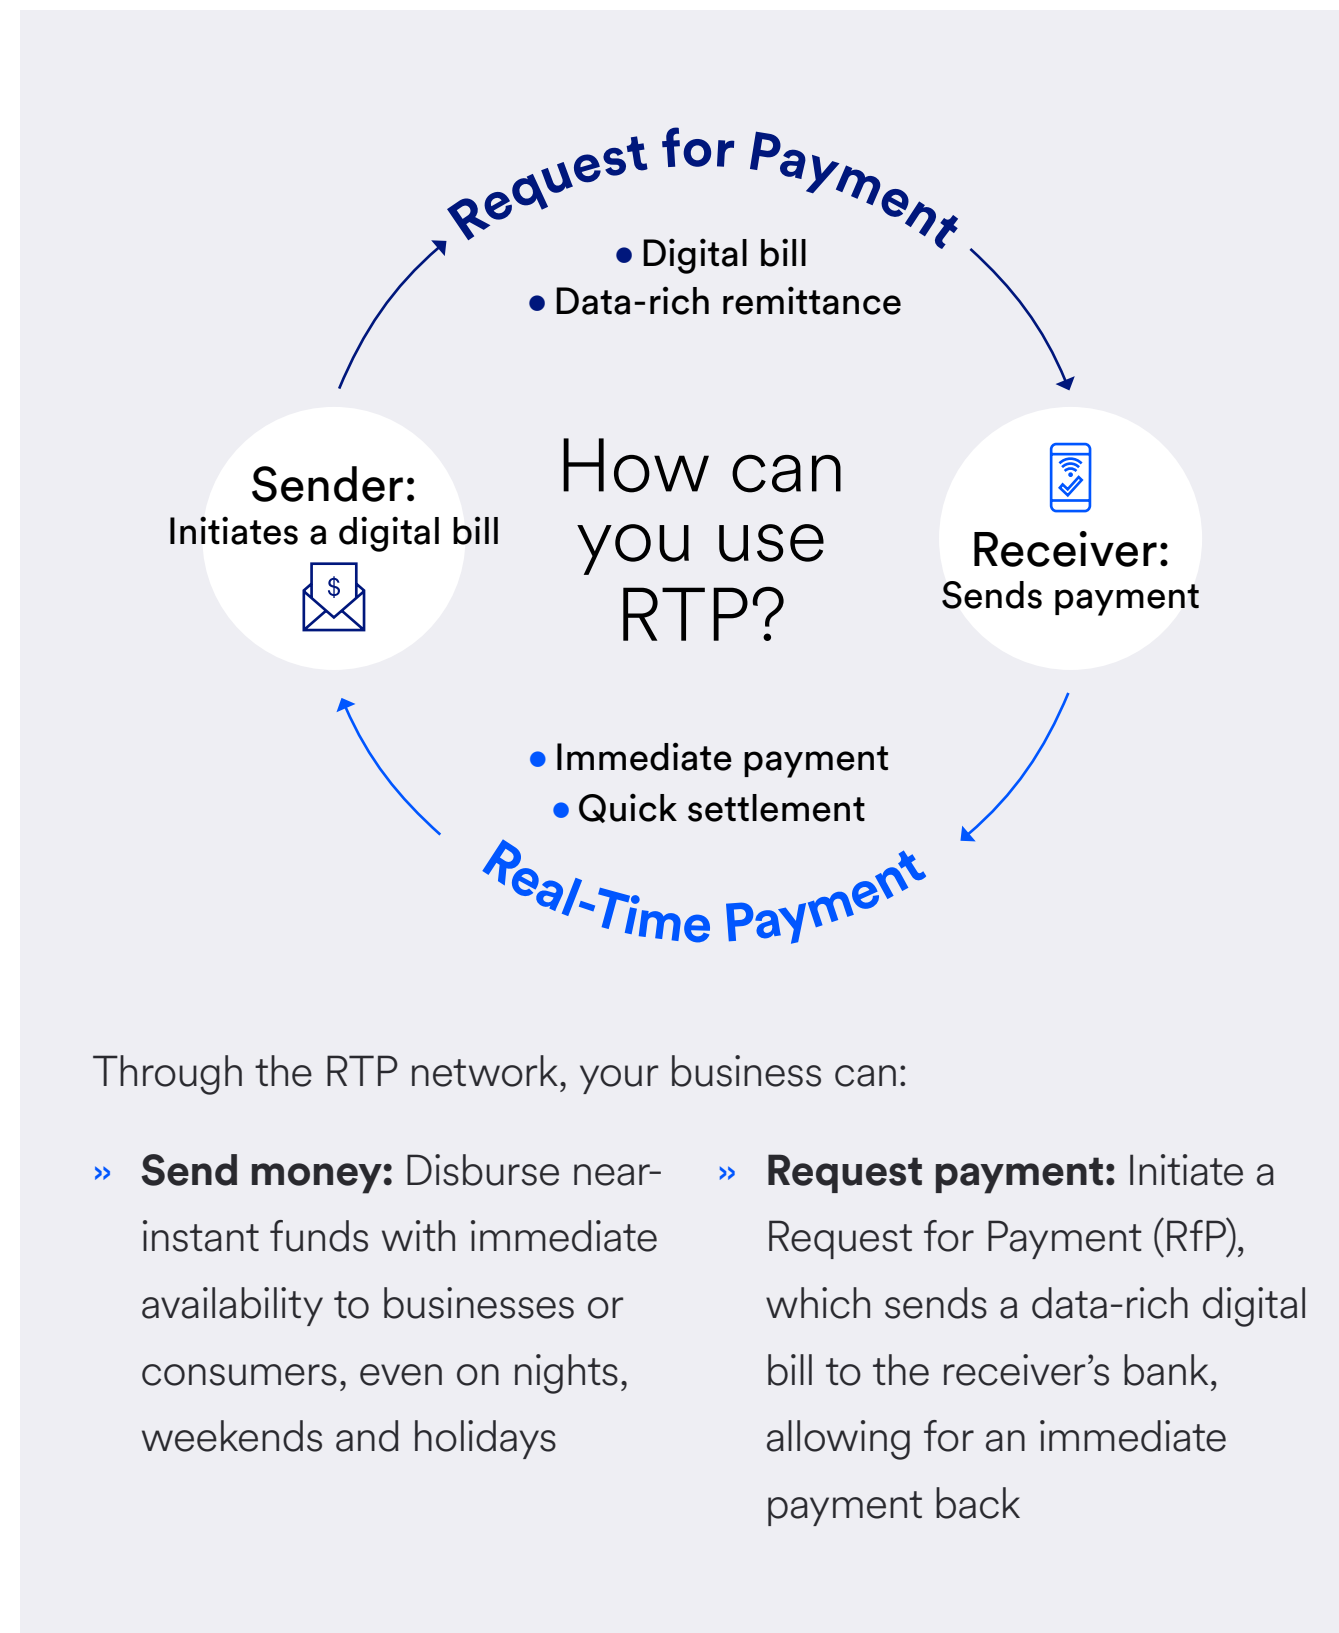 Request for Payment
• Digital bill
• Data-rich remittance
Sender:
Initiates a digital bill
$
How can
you use
RTP?
Receiver:
Sends payment
• Immediate payment
• Quick settlement
Real-Time Payment
Through the RTP network, your business can:
» Send money: Disburse near-
instant funds with immediate
availability to businesses or
consumers, even on nights,
weekends and holidays
» Request payment: Initiate a
Request for Payment (RfP),
which sends a data-rich digital
bill to the receiver’s bank,
allowing for an immediate
payment back